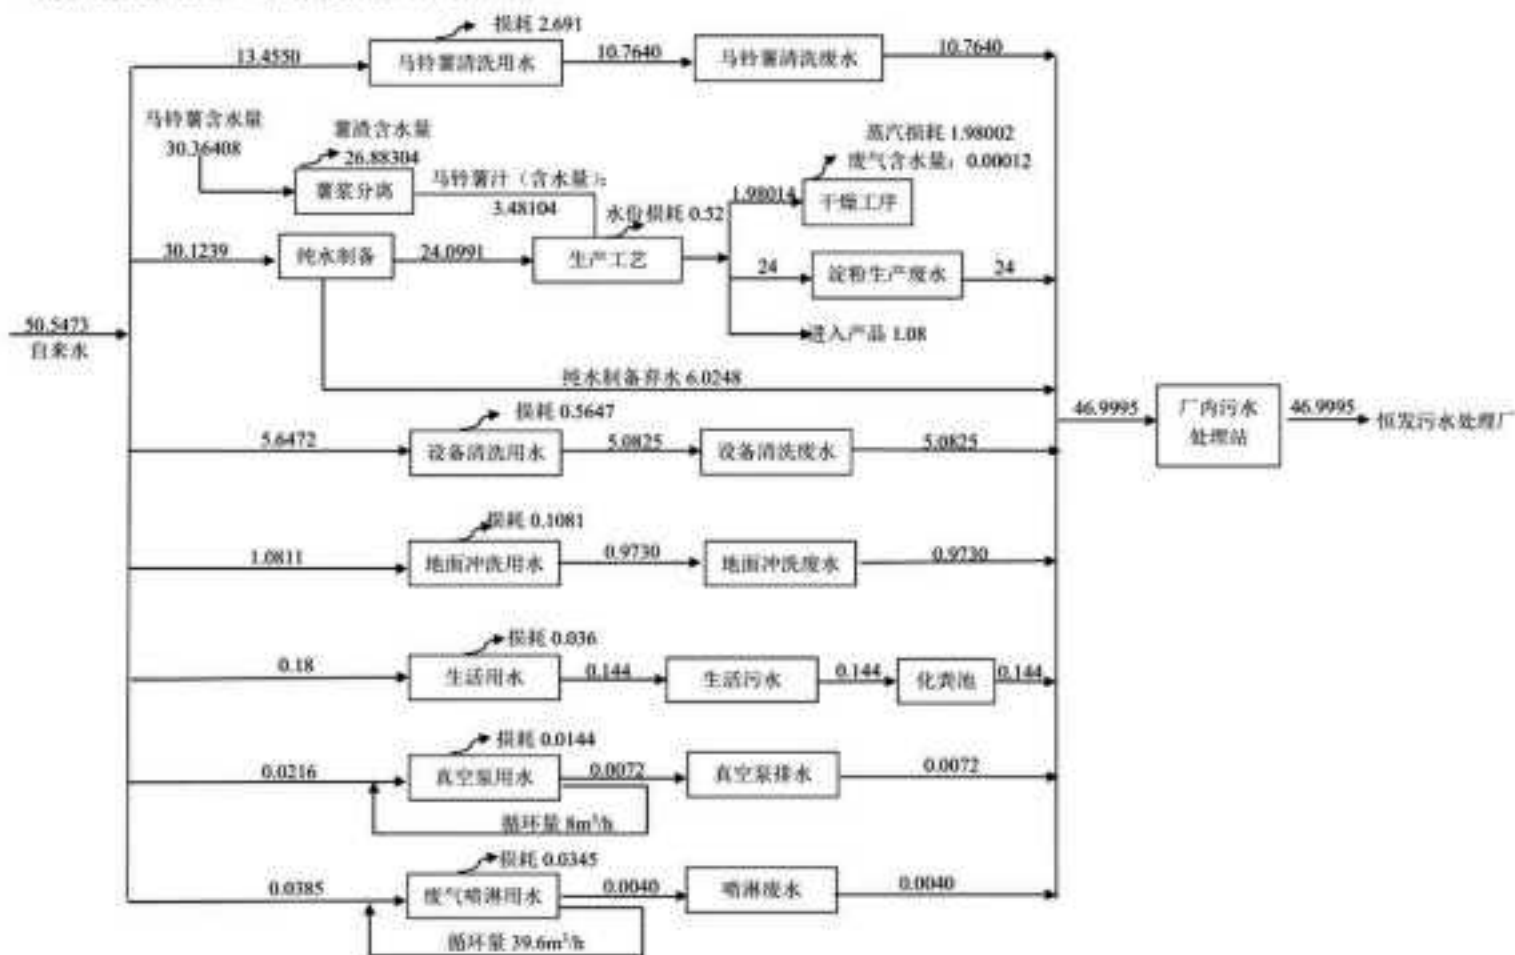 损耗 2.691
13.4550
马铃薯清洗用水
10.7640
马铃薯清洗废水
10.7640
马铃薯含水量
30.36408
薯渣含水量
26.88304
薯浆分离
马铃薯汁（含水量）：
3.48104
蒸汽损耗 1.98002
废气含水量：0.00012
1.98014
干燥工序
水份损耗 0.52
30.1239
纯水制备
24.0991
生产工艺
24
淀粉生产废水
24
进入产品 1.08
50.5473
自来水
纯水制备弃水 6.0248
46.9995
厂内污水
处理站
46.9995
恒发污水处理厂
损耗 0.5647
5.6472
设备清洗用水
5.0825
设备清洗废水
5.0825
损耗 0.1081
1.0811
地面冲洗用水
0.9730
地面冲洗废水
0.9730
损耗 0.036
0.18
生活用水
0.144
生活污水
0.144
化粪池
0.144
损耗 0.0144
0.0216
真空泵用水
0.0072
真空泵排水
0.0072
循环量 8m³/h
损耗 0.0345
0.0385
废气喷淋用水
0.0040
喷淋废水
0.0040
循环量 39.6m³/h